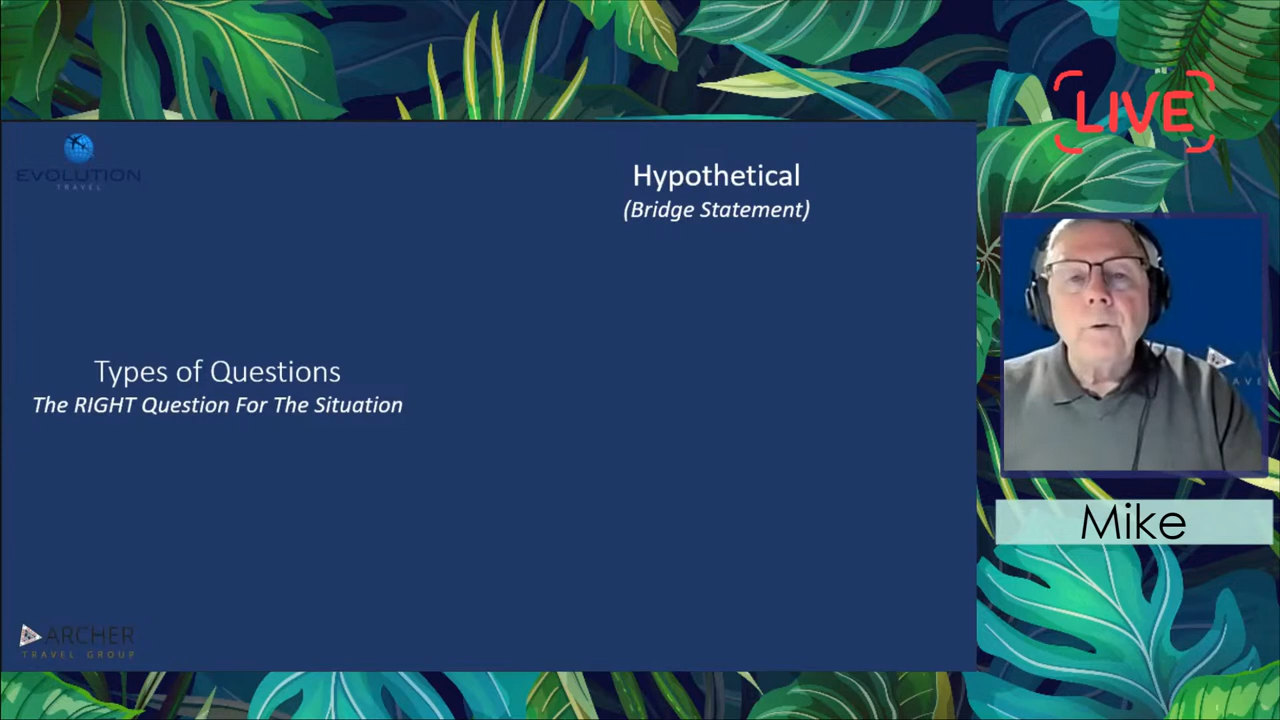 LIVE
EVOLUTION
TRAVEL
Hypothetical
(Bridge Statement)
Types of Questions
The RIGHT Question For The Situation
Mike
ARCHER
TRAVEL GROUP